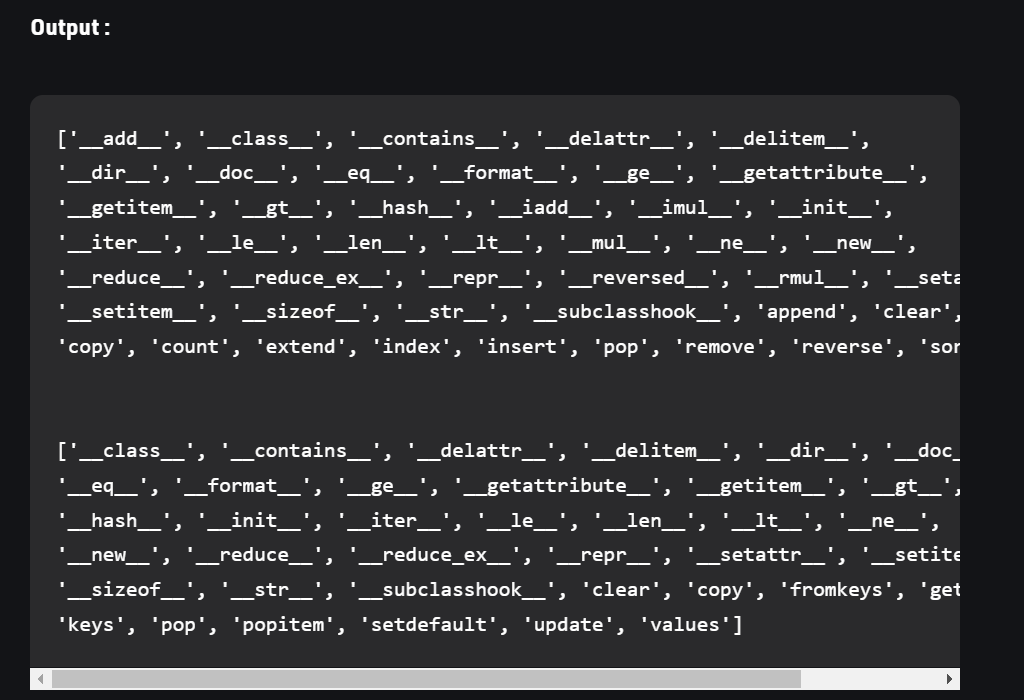 Output :
['__add__', '__class__', '__contains__', '__delattr__', '__delitem__',
'__dir__', '__doc__', '__eq__', '__format__', '__ge__', '__getattribute__',
'__getitem__', '__gt__', '__hash__', '__iadd__', '__imul__', '__init__',
'__iter__', '__le__', '__len__', '__lt__', '__mul__', '__ne__', '__new__',
'__reduce__', '__reduce_ex__', '__repr__', '__reversed__', '__rmul__', '__seta
'__setitem__', '__sizeof__', '__str__', '__subclasshook__', 'append', 'clear',
'copy', 'count', 'extend', 'index', 'insert', 'pop', 'remove', 'reverse', 'sor
['__class__', '__contains__', '__delattr__', '__delitem__', '__dir__', '__doc_
'__eq__', '__format__', '__ge__', '__getattribute__', '__getitem__', '__gt__',
'__hash__', '__init__', '__iter__', '__le__', '__len__', '__lt__', '__ne__',
'__new__', '__reduce__', '__reduce_ex__', '__repr__', '__setattr__', '__setite
'__sizeof__', '__str__', '__subclasshook__', 'clear', 'copy', 'fromkeys', 'get
'keys', 'pop', 'popitem', 'setdefault', 'update', 'values']